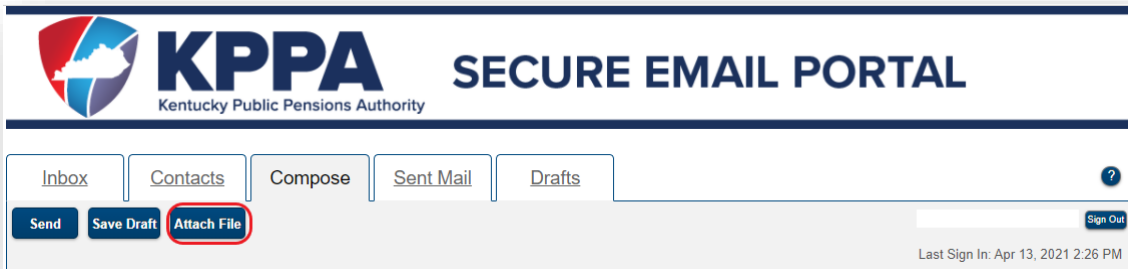 KPPA
Kentucky Public Pensions Authority
SECURE EMAIL PORTAL
Inbox Contacts Compose Sent Mail Drafts ?
Send Save Draft Attach File Sign Out
Last Sign In: Apr 13, 2021 2:26 PM